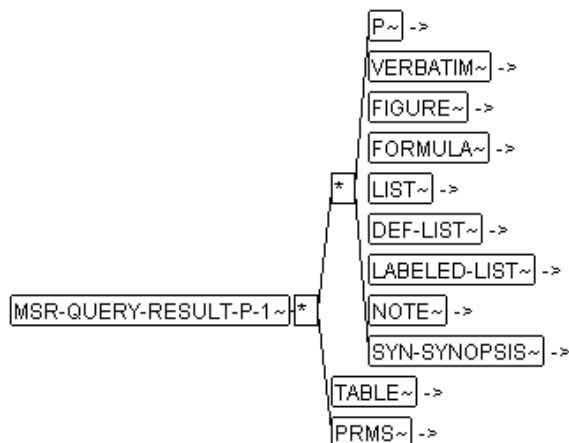 P~ ->
VERBATIM~ ->
FIGURE~ ->
FORMULA~ ->
* LIST~ ->
DEF-LIST~ ->
LABELED-LIST~ ->
MSR-QUERY-RESULT-P-1~ * NOTE~ ->
SYN-SYNOPSIS~ ->
TABLE~ ->
PRMS~ ->